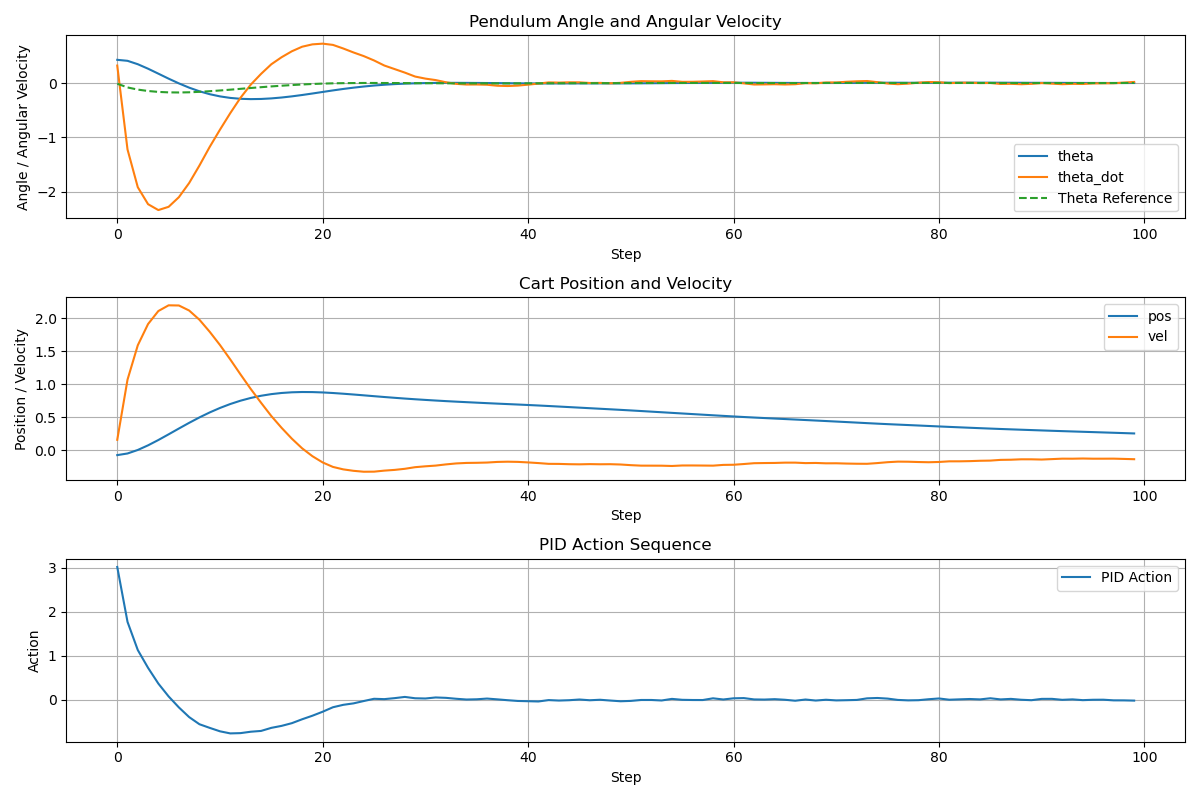 Pendulum Angle and Angular Velocity
Angle / Angular Velocity
0
−1
−2
theta
theta_dot
Theta Reference
0
20
40
60
80
100
Step
Cart Position and Velocity
Position / Velocity
2.0
1.5
1.0
0.5
0.0
pos
vel
0
20
40
60
80
100
Step
PID Action Sequence
Action
3
2
1
0
PID Action
0
20
40
60
80
100
Step